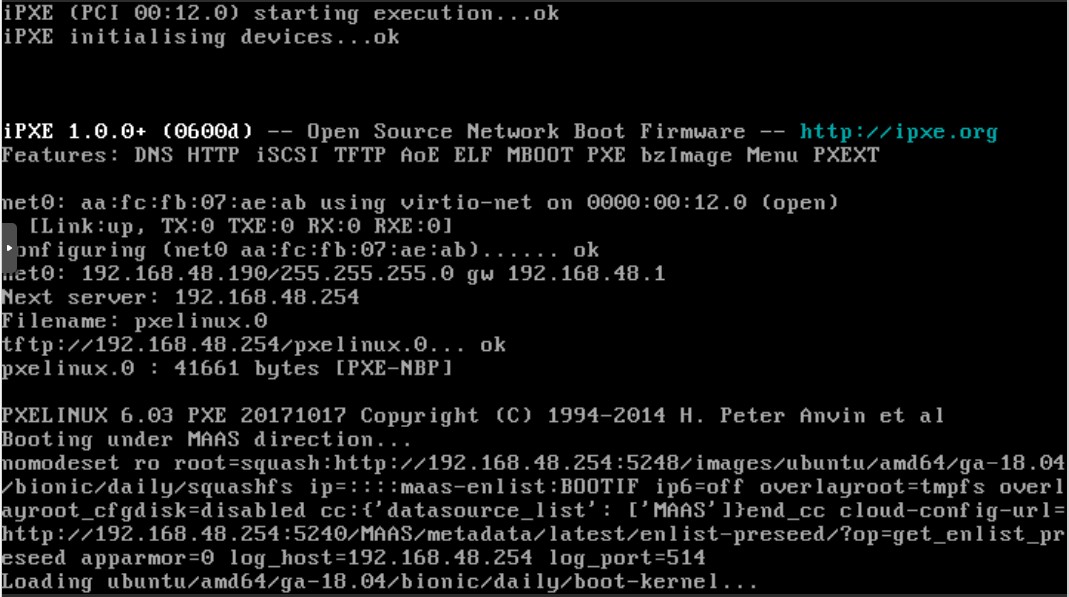 iPXE (PCI 00:12.0) starting execution...ok
iPXE initialising devices...ok
iPXE 1.0.0+ (0600d) -- Open Source Network Boot Firmware -- http://ipxe.org
Features: DNS HTTP iSCSI TFTP AoE ELF MBOOT PXE bzImage Menu PXEXT
net0: aa:fc:fb:07:ae:ab using virtio-net on 0000:00:12.0 (open)
[Link:up, TX:0 TXE:0 RX:0 RXE:0]
onfiguring (net0 aa:fc:fb:07:ae:ab)...... ok
net0: 192.168.48.190/255.255.255.0 gw 192.168.48.1
Next server: 192.168.48.254
Filename: pxelinux.0
tftp://192.168.48.254/pxelinux.0... ok
pxelinux.0 : 41661 bytes [PXE-NBP]
PXELINUX 6.03 PXE 20171017 Copyright (C) 1994-2014 H. Peter Anvin et al
Booting under MAAS direction...
nomodeset ro root=squash:http://192.168.48.254:5248/images/ubuntu/amd64/ga-18.04
/bionic/daily/squashfs ip=::::maas-enlist:BOOTIF ip6=off overlayroot=tmpfs overl
ayroot_cfgdisk=disabled cc:{'datasource_list': ['MAAS']}end_cc cloud-config-url=
http://192.168.48.254:5240/MAAS/metadata/latest/enlist-preseed/?op=get_enlist_pr
eseed apparmor=0 log_host=192.168.48.254 log_port=514
Loading ubuntu/amd64/ga-18.04/bionic/daily/boot-kernel...